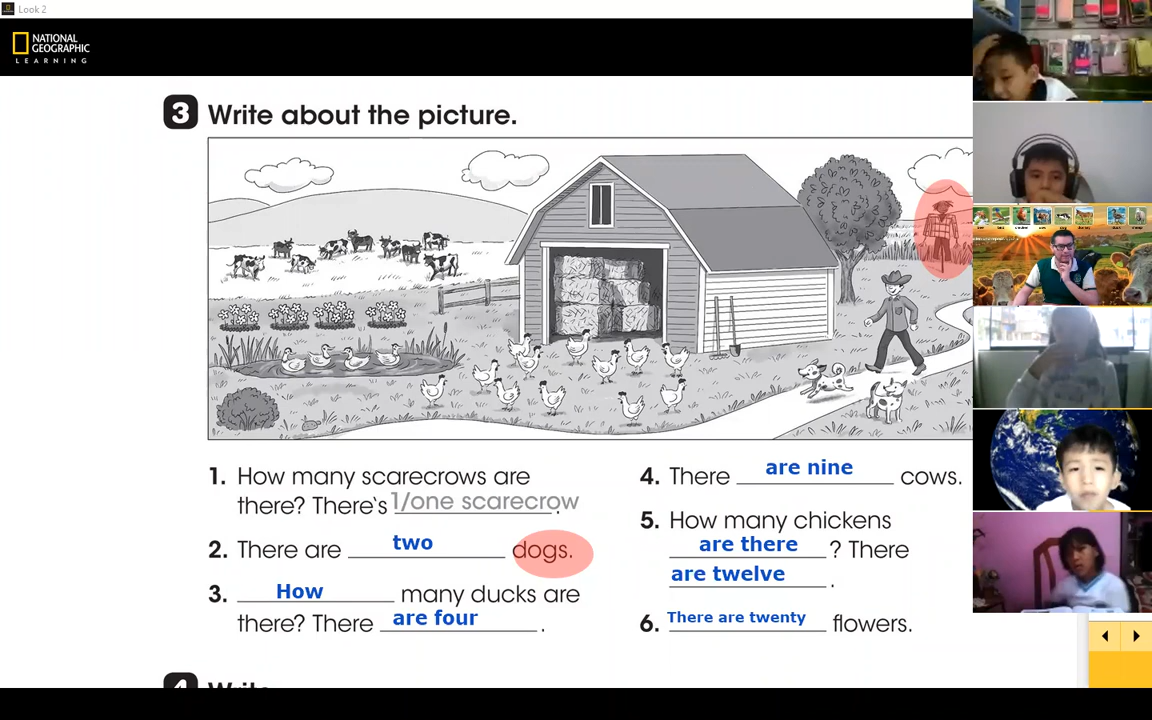 Look 2
NATIONAL
GEOGRAPHIC
LEARNING
3 Write about the picture.
1. How many scarecrows are
there? There's 1/one scarecrow.
2. There are two dogs.
3. How many ducks are
there? There are four.
4. There are nine cows.
5. How many chickens
are there? There
are twelve.
6. There are twenty flowers.
4 Write